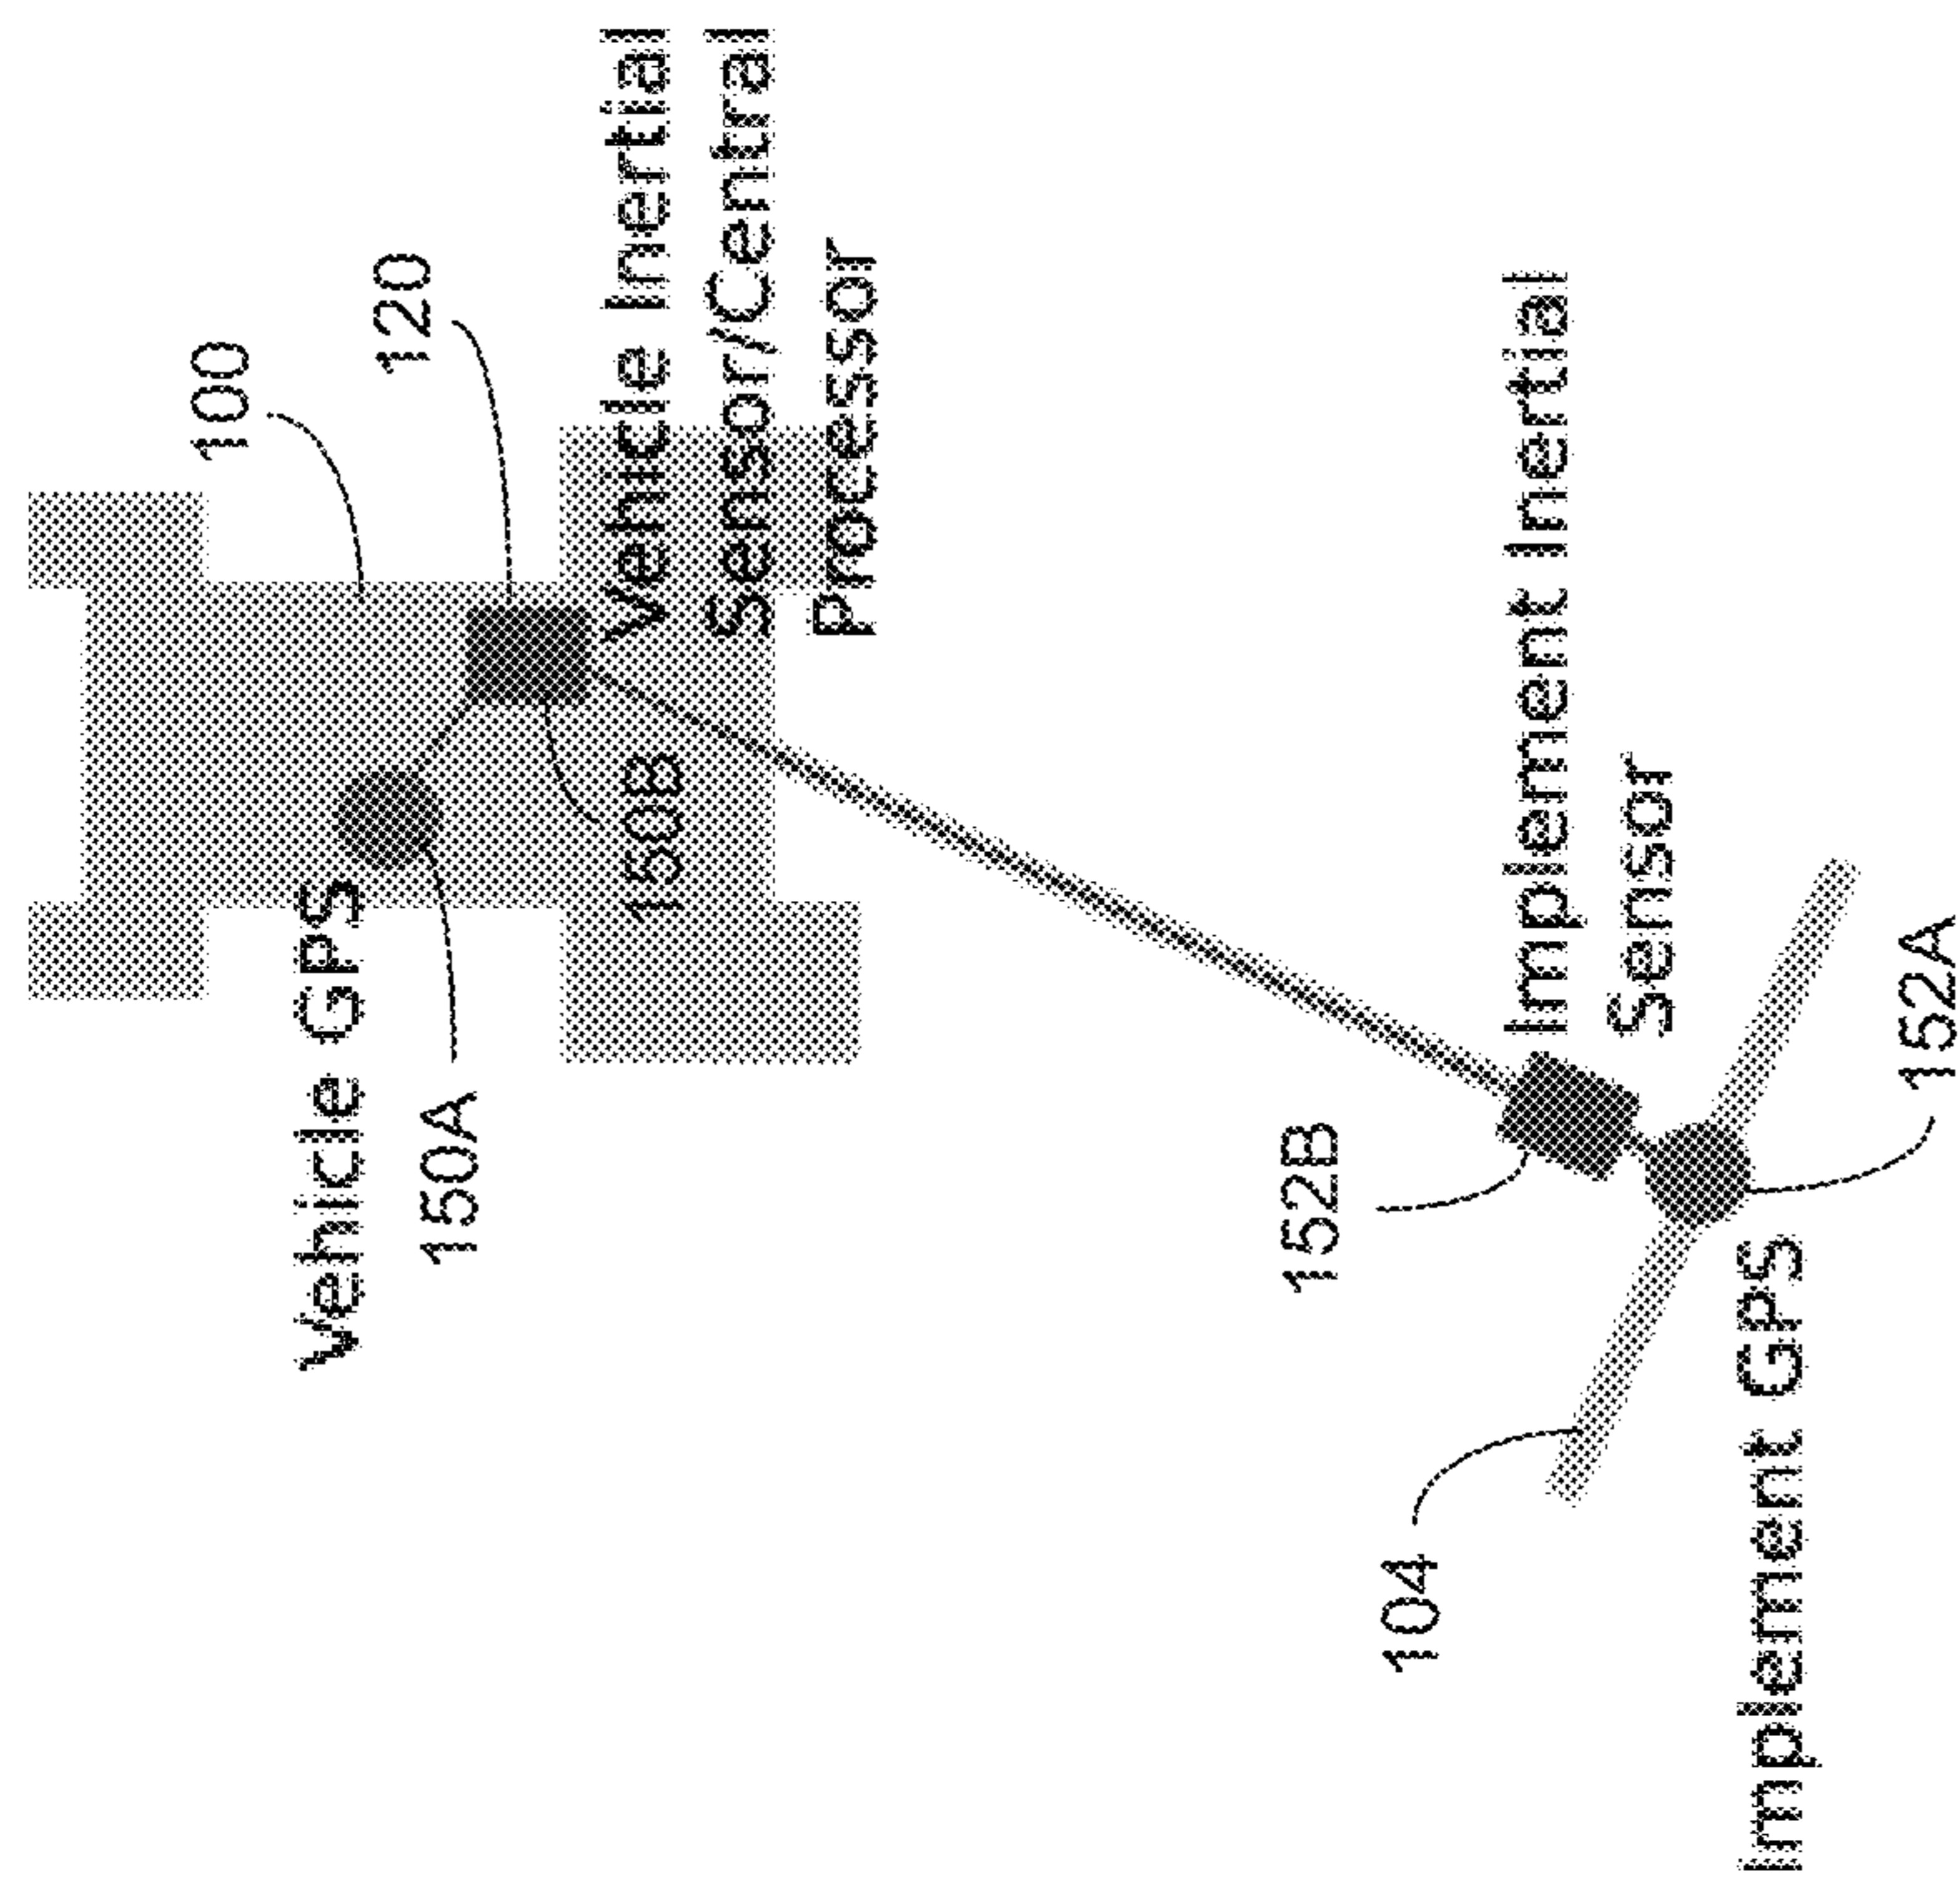 100
120
Vehicle Inertial
Sensor/Central
Processor
Vehicle GPS
150A
150B
Implement Inertial
Sensor
152B
152A
104
Implement GPS